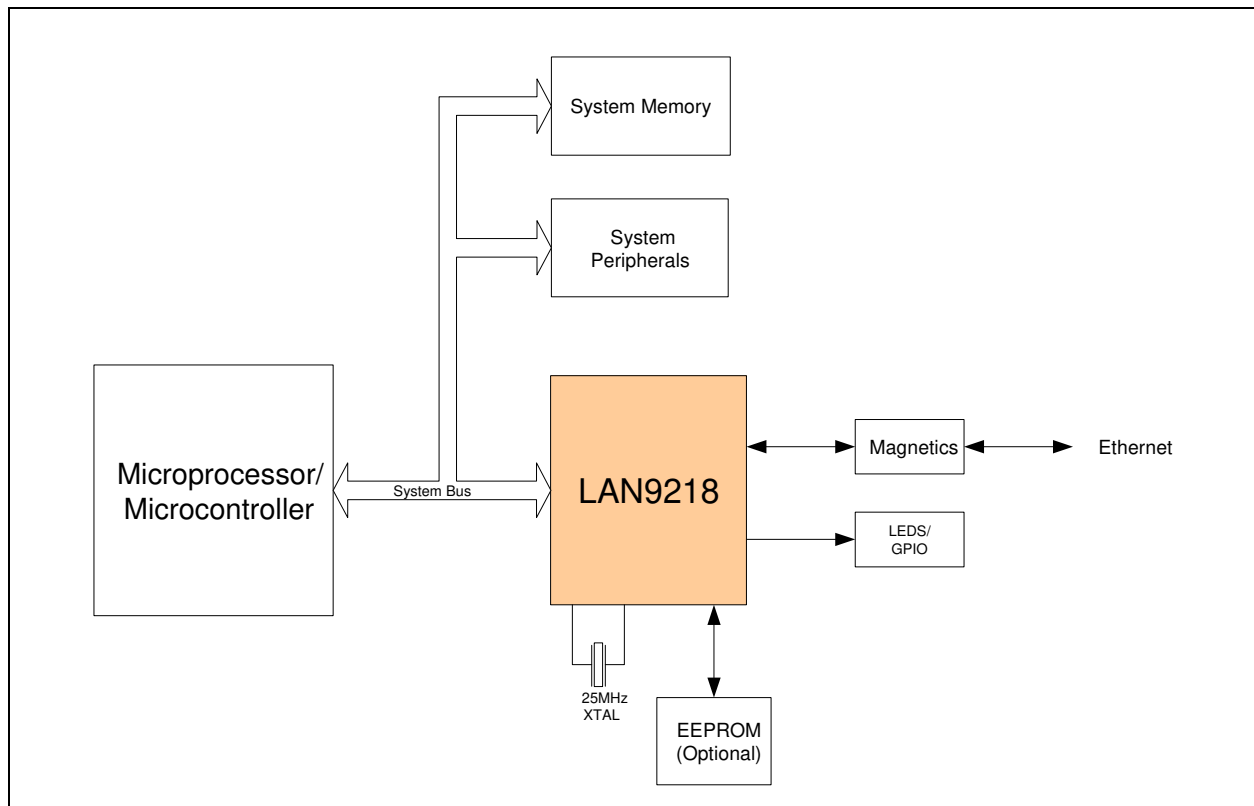 System Memory
System
Peripherals
Microprocessor/
Microcontroller
System Bus
LAN9218
Magnetics
Ethernet
LEDS/
GPIO
25MHz
XTAL
EEPROM
(Optional)